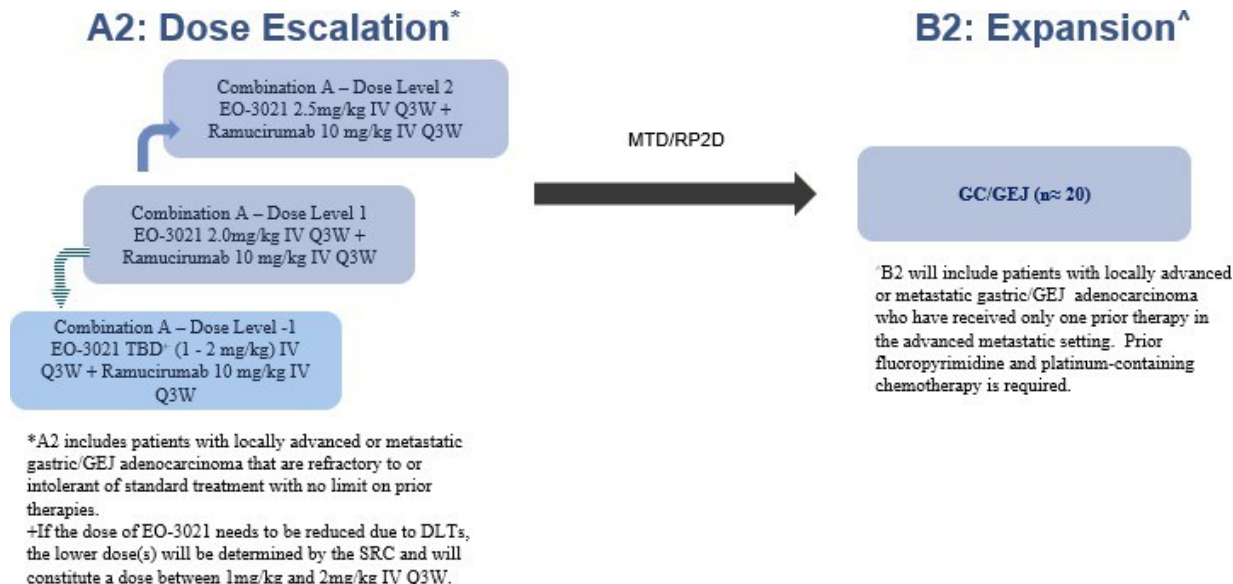 A2: Dose Escalation*
Combination A – Dose Level 2
EO-3021 2.5mg/kg IV Q3W +
Ramucirumab 10 mg/kg IV Q3W
Combination A – Dose Level 1
EO-3021 2.0mg/kg IV Q3W +
Ramucirumab 10 mg/kg IV Q3W
Combination A – Dose Level -1
EO-3021 TBD+ (1 - 2 mg/kg) IV
Q3W + Ramucirumab 10 mg/kg IV
Q3W
*A2 includes patients with locally advanced or metastatic
gastric/GEJ adenocarcinoma that are refractory to or
intolerant of standard treatment with no limit on prior
therapies.
+If the dose of EO-3021 needs to be reduced due to DLTs,
the lower dose(s) will be determined by the SRC and will
constitute a dose between 1mg/kg and 2mg/kg IV Q3W.
MTD/RP2D
B2: Expansion^
GC/GEJ (n≈ 20)
^B2 will include patients with locally advanced
or metastatic gastric/GEJ adenocarcinoma
who have received only one prior therapy in
the advanced metastatic setting. Prior
fluoropyrimidine and platinum-containing
chemotherapy is required.